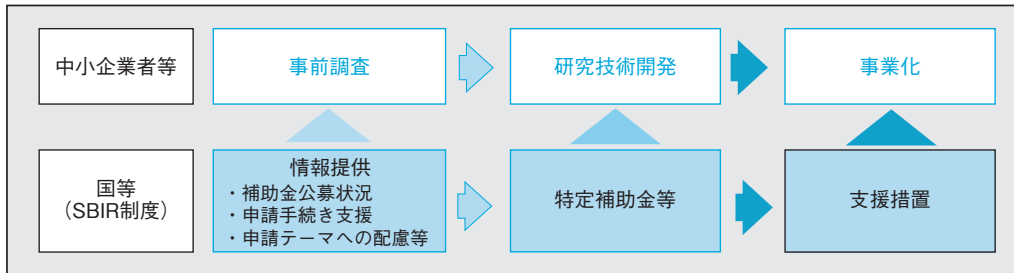 中小企業者等
事前調査
研究技術開発
事業化
国等
（SBIR制度）
情報提供
・補助金公募状況
・申請手続き支援
・申請テーマへの配慮等
特定補助金等
支援措置